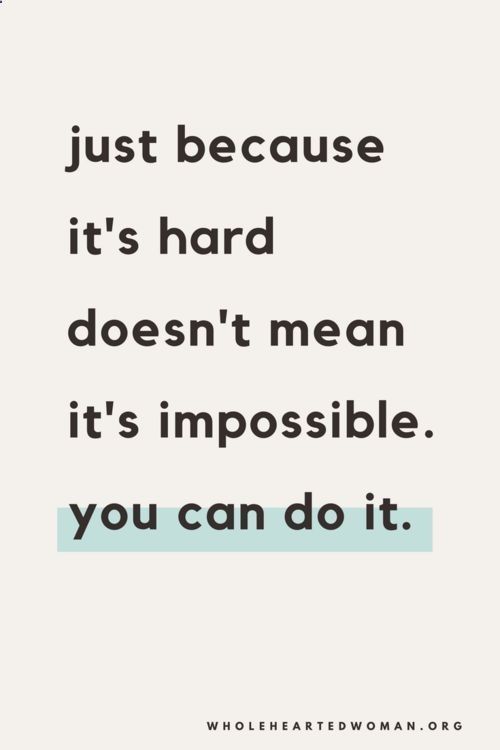 just because
it's hard
doesn't mean
it's impossible.
you can do it.
WHOLEHEARTEDWOMAN.ORG